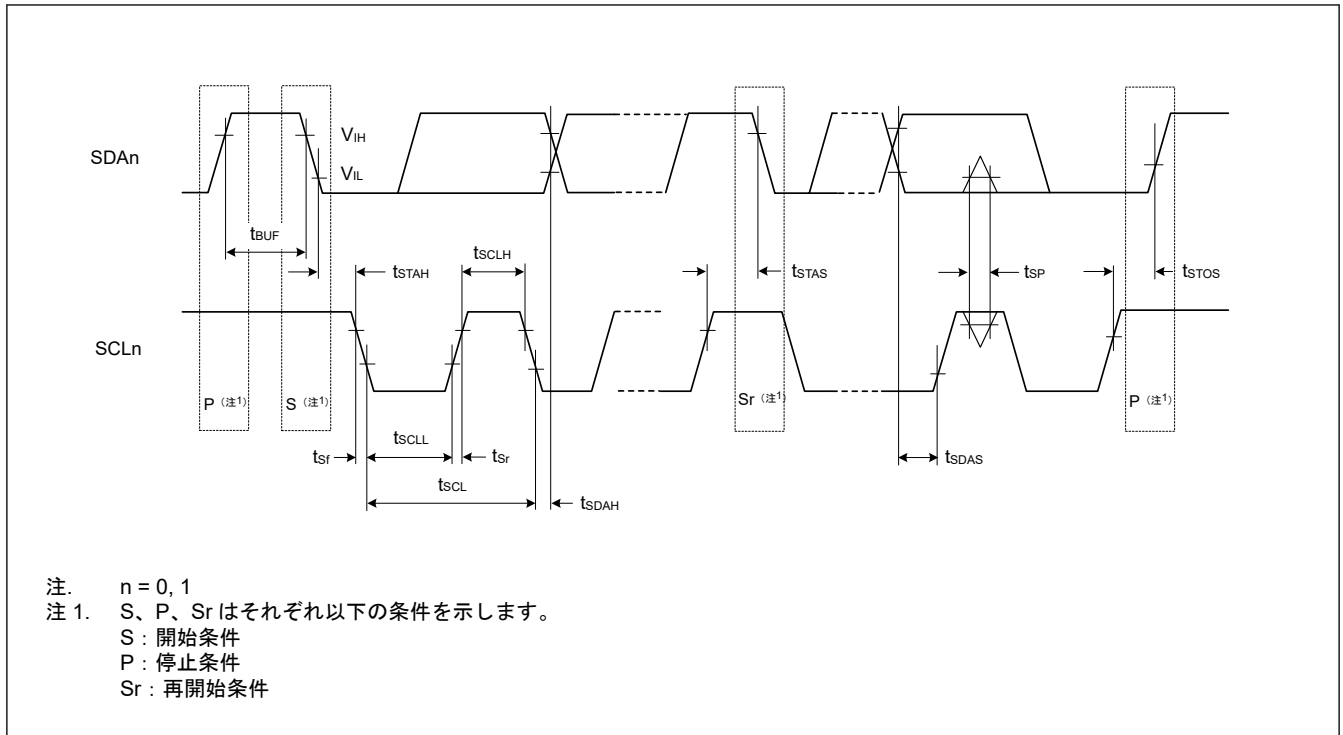 SDAn
VIH
VIL
tBUF
tSTAH
tSCLH
tSTAS
tSP
tSTOS
SCLn
P（注1）
S（注1）
Sr（注1）
P（注1）
tSf
tSCLL
tSr
tSCL
tSDAH
tSDAS
注. n = 0, 1
注 1. S、P、Sr はそれぞれ以下の条件を示します。
S：開始条件
P：停止条件
Sr：再開始条件